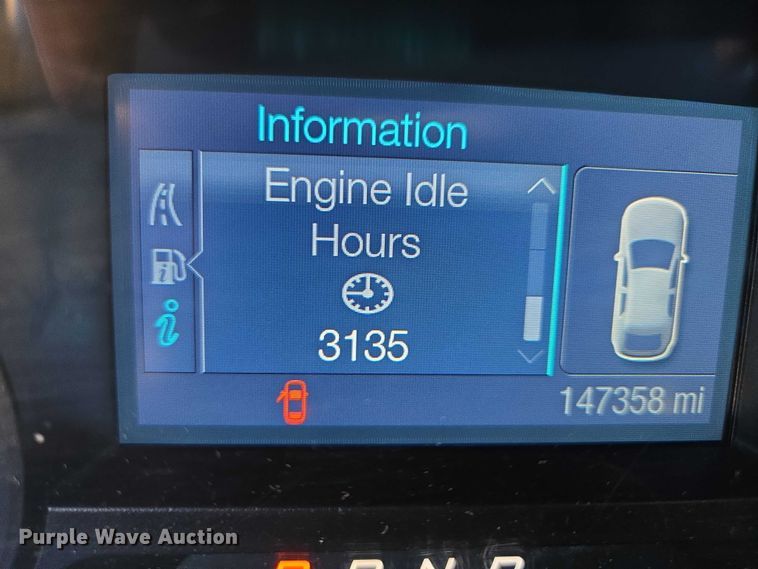 Information
Engine Idle
Hours
3135
147358 mi
Purple Wave Auction